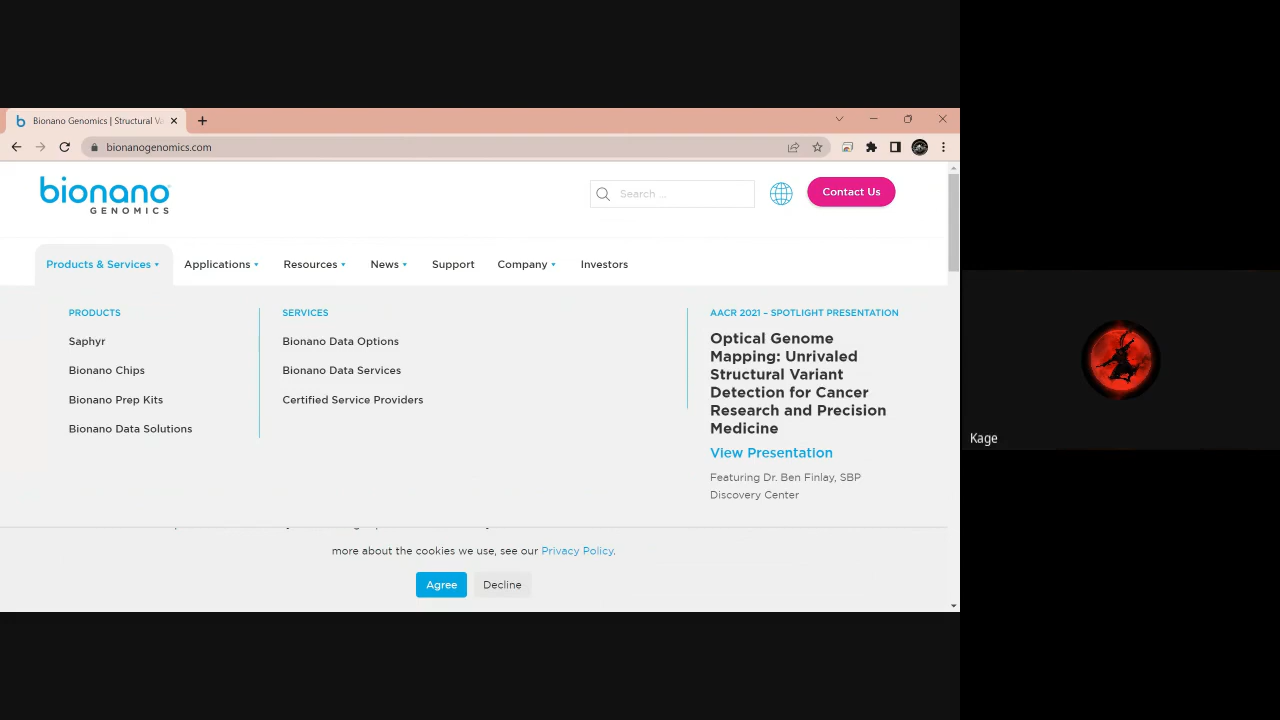 Bionano Genomics | Structural Va
bionanogenomics.com
bionano
GENOMICS
Search ...
Contact Us
Products & Services
Applications
Resources
News
Support
Company
Investors
PRODUCTS
Saphyr
Bionano Chips
Bionano Prep Kits
Bionano Data Solutions
SERVICES
Bionano Data Options
Bionano Data Services
Certified Service Providers
AACR 2021 – SPOTLIGHT PRESENTATION
Optical Genome
Mapping: Unrivaled
Structural Variant
Detection for Cancer
Research and Precision
Medicine
View Presentation
Featuring Dr. Ben Finlay, SBP
Discovery Center
more about the cookies we use, see our Privacy Policy.
Agree
Decline
Kage